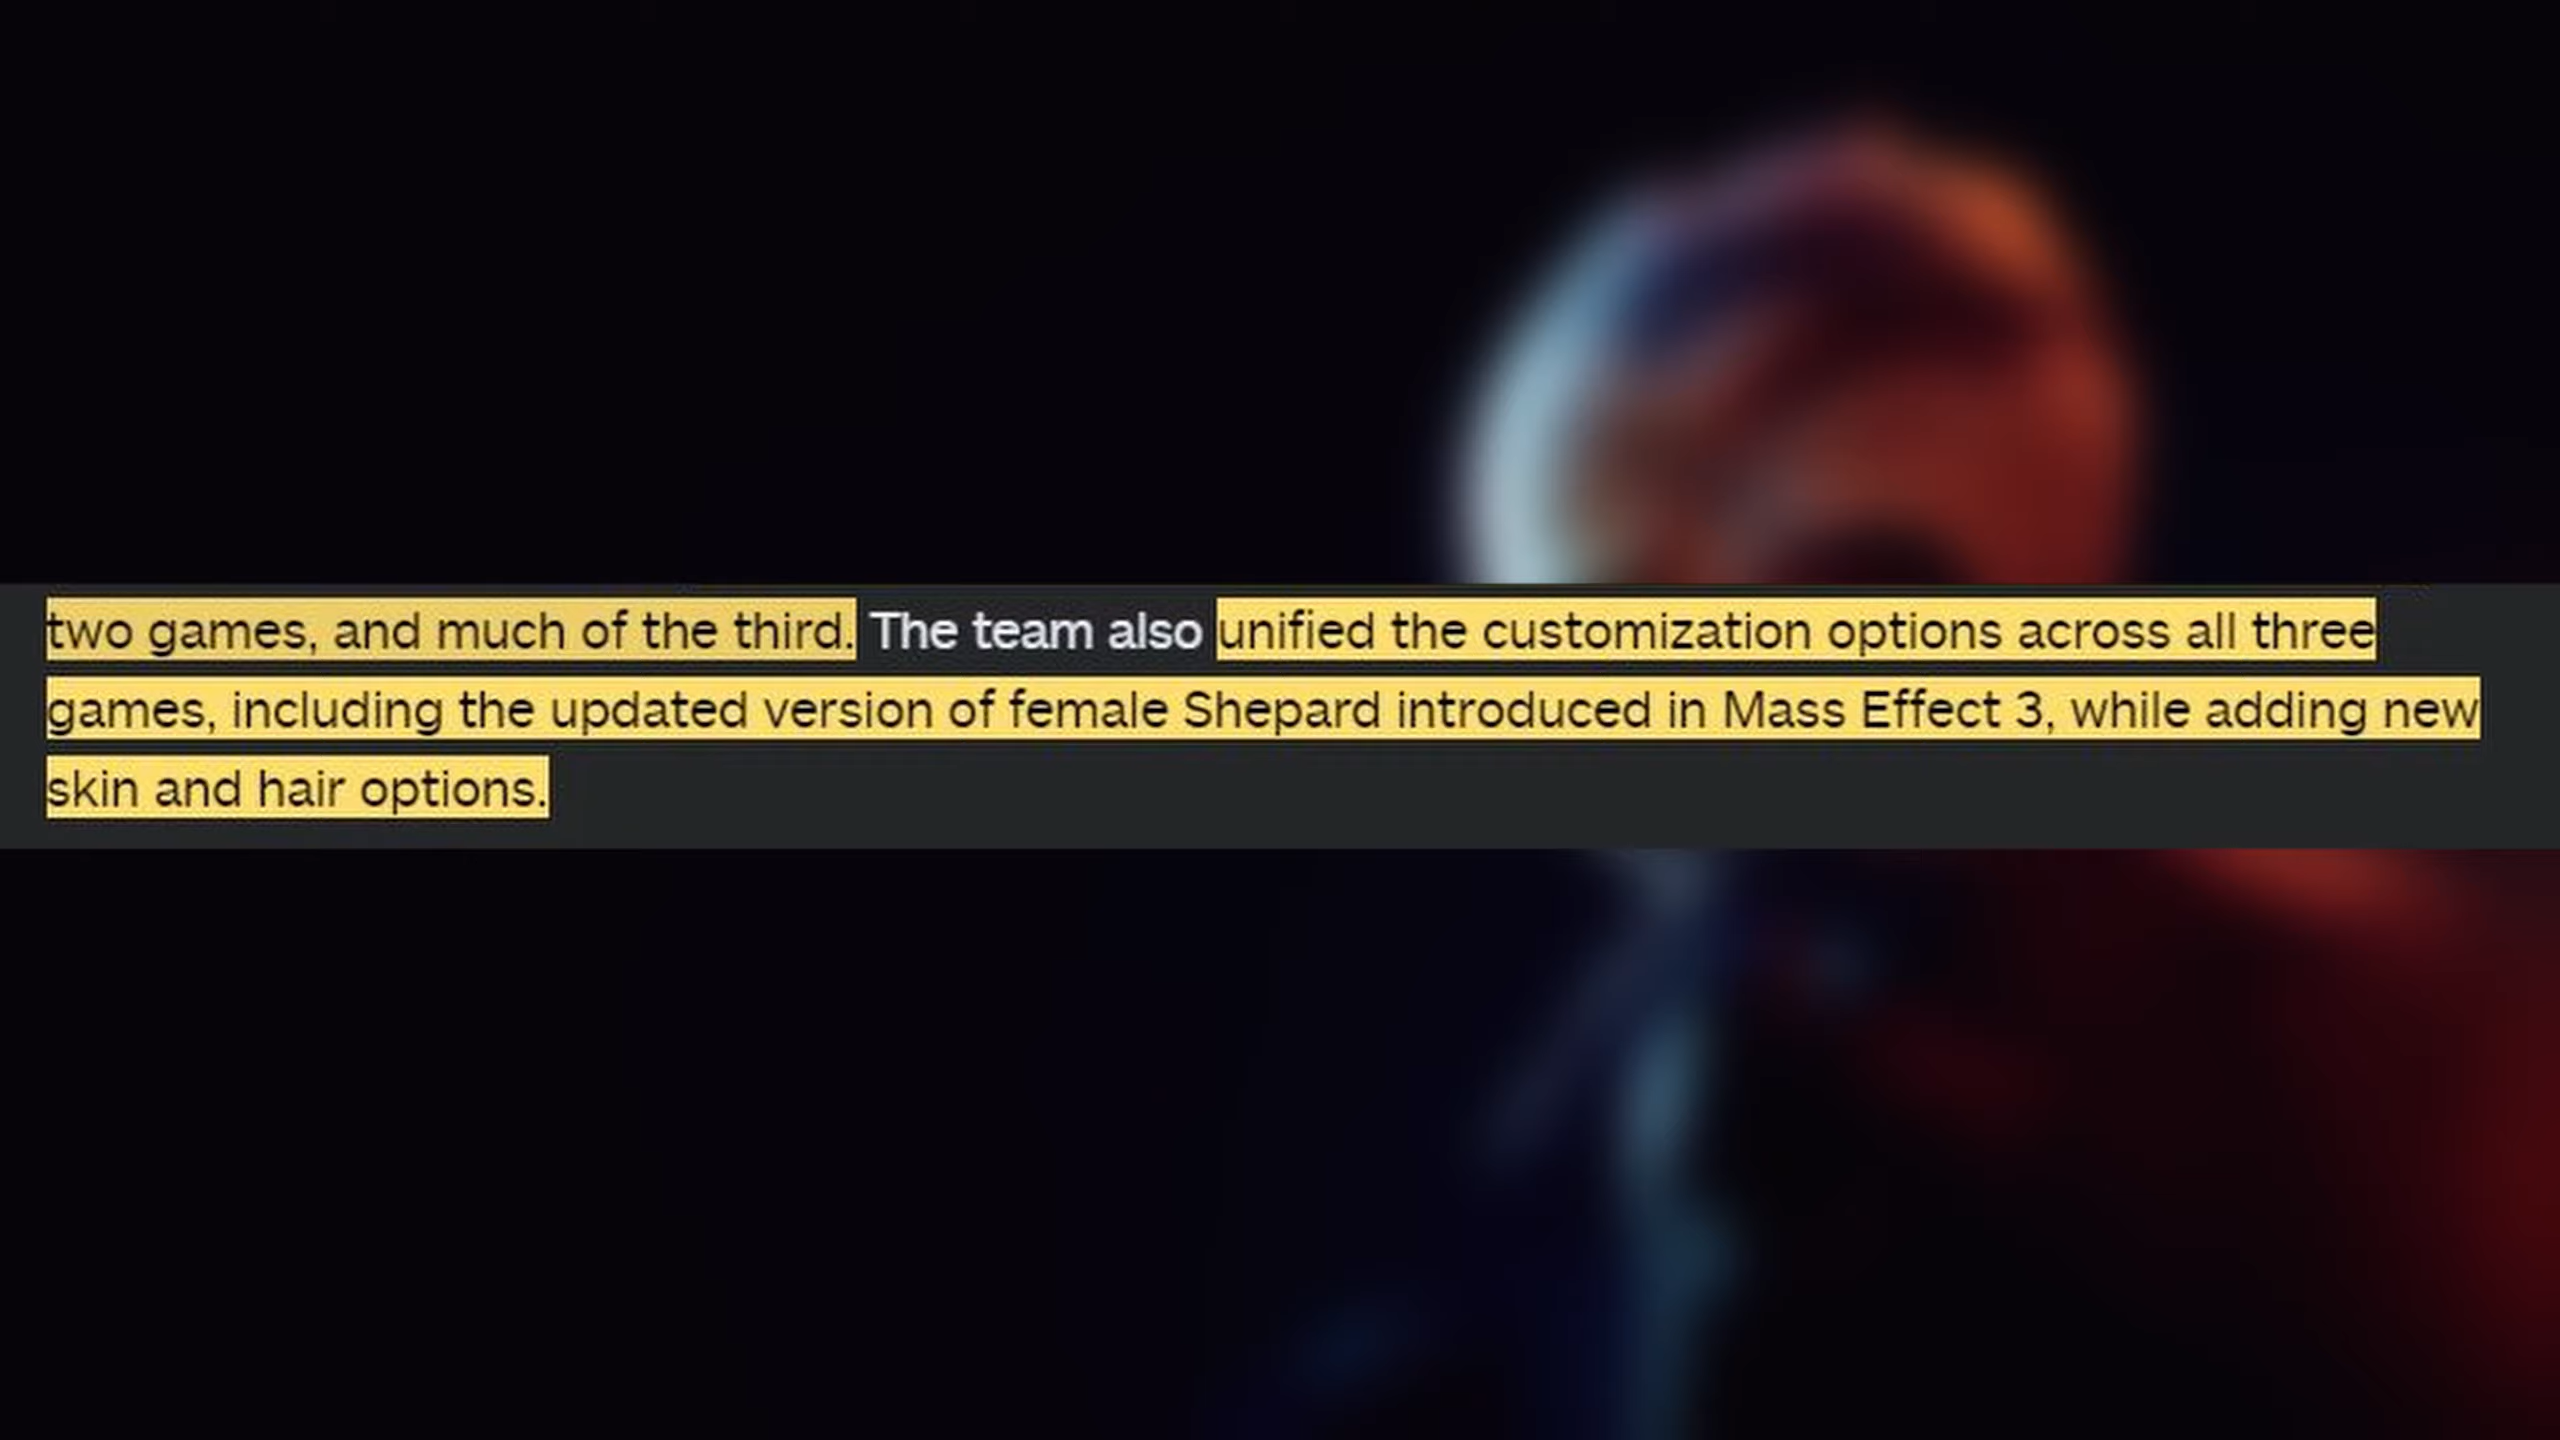 two games, and much of the third. The team also unified the customization options across all three
games, including the updated version of female Shepard introduced in Mass Effect 3, while adding new
skin and hair options.